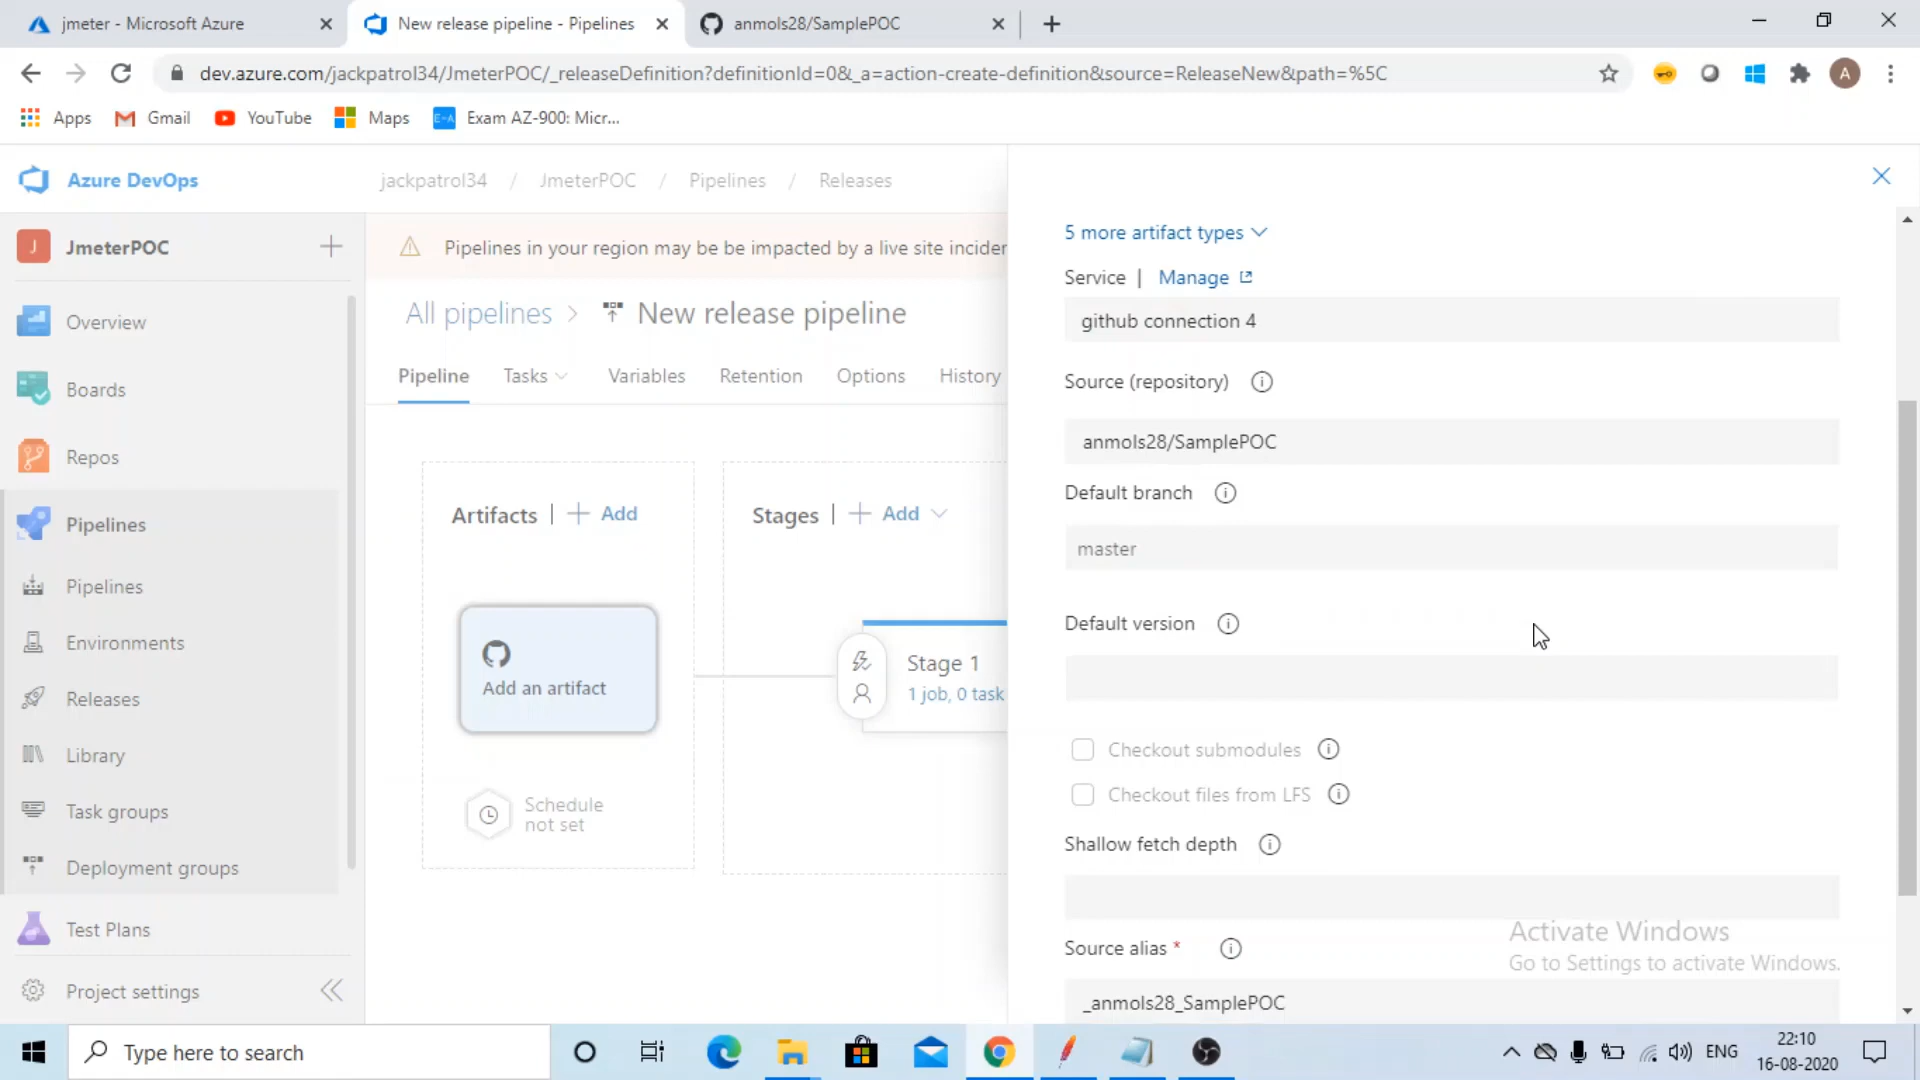 jmeter - Microsoft Azure
New release pipeline - Pipelines
anmols28/SamplePOC
dev.azure.com/jackpatrol34/JmeterPOC/_releaseDefinition?definitionId=0&_a=action-create-definition&source=ReleaseNew&path=%5C
A
Apps
Gmail
YouTube
Maps
Exam AZ-900: Micr...
Azure DevOps
jackpatrol34 / JmeterPOC / Pipelines / Releases
J JmeterPOC
Pipelines in your region may be be impacted by a live site inciden
All pipelines > New release pipeline
Pipeline Tasks Variables Retention Options History
Overview
Boards
Repos
Pipelines
Pipelines
Environments
Releases
Library
Task groups
Deployment groups
Test Plans
Project settings
Artifacts | + Add
Add an artifact
Schedule
not set
Stages | + Add
Stage 1
1 job, 0 task
5 more artifact types
Service | Manage
github connection 4
Source (repository)
anmols28/SamplePOC
Default branch
master
Default version
Checkout submodules
Checkout files from LFS
Shallow fetch depth
Source alias *
_anmols28_SamplePOC
Activate Windows
Go to Settings to activate Windows.
Type here to search
ENG
22:10
16-08-2020